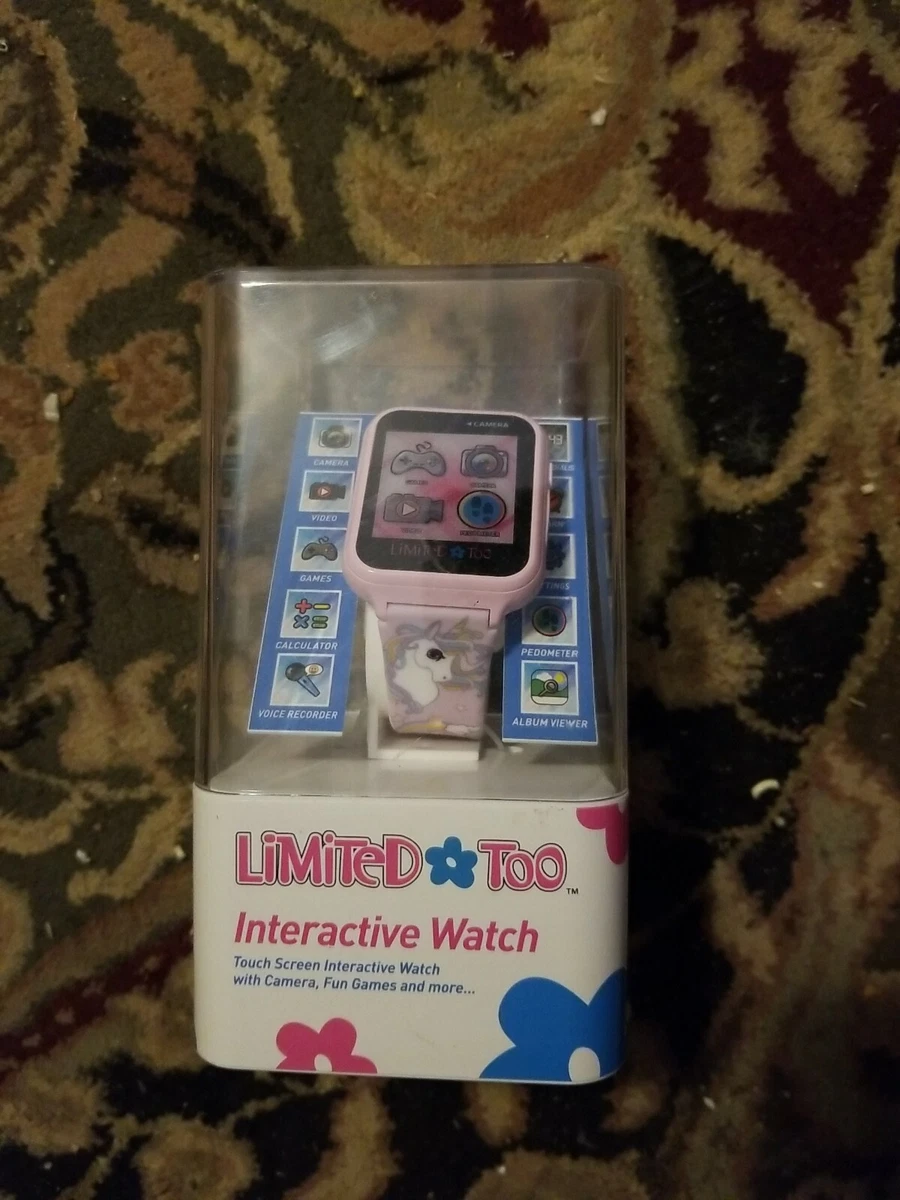 CAMERA
CAMERA
VIDEO
GAMES
CALCULATOR
VOICE RECORDER
LiMiTeD Too
PEDOMETER
ALBUM VIEWER
LiMiTeD Too™
Interactive Watch
Touch Screen Interactive Watch
with Camera, Fun Games and more...